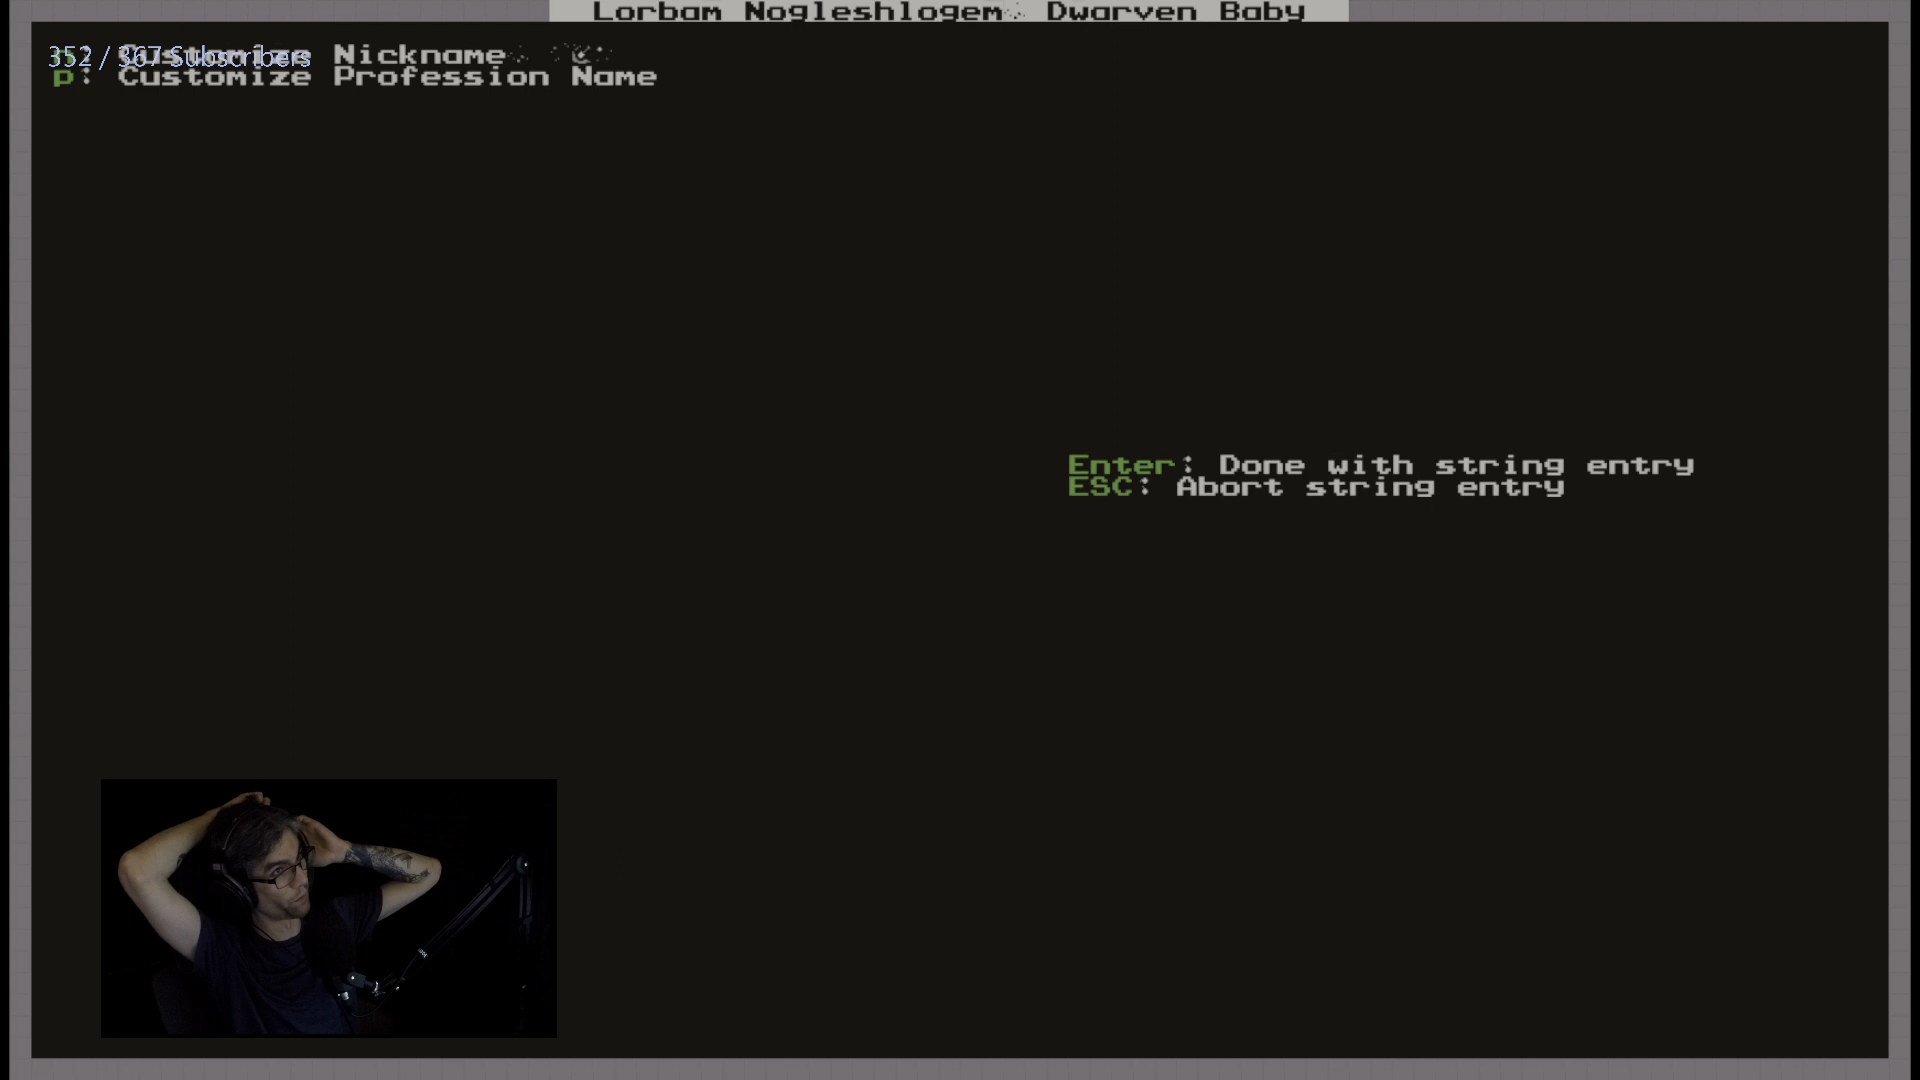 Lorbam Nogleshlogem, Dwarven Baby
352 / 367 Subscribers
n: Customize Nickname
p: Customize Profession Name
Enter: Done with string entry
ESC: Abort string entry